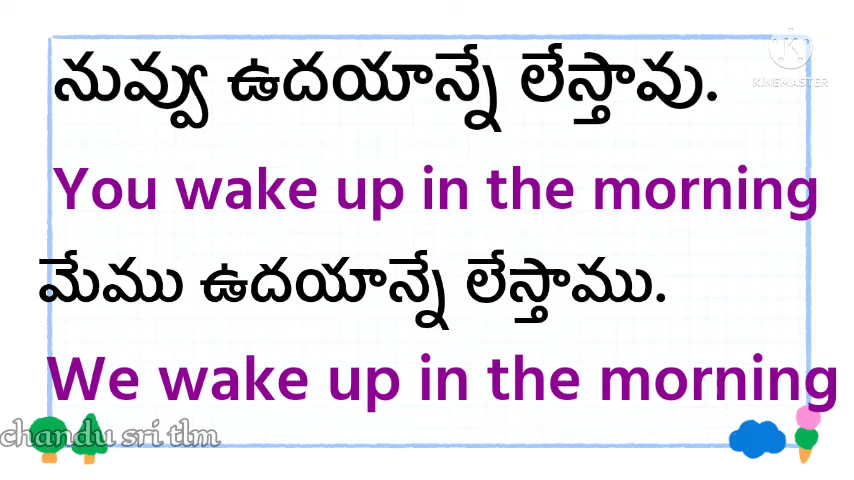 KINEMASTER
నువ్వు ఉదయాన్నే లేస్తావు.
You wake up in the morning
మేము ఉదయాన్నే లేస్తాము.
We wake up in the morning
chandu sri tlm